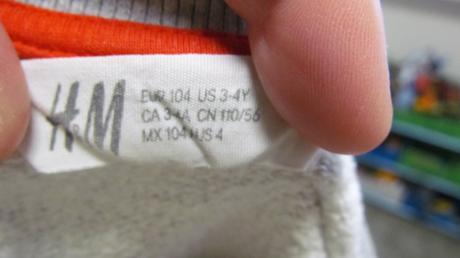 H&M
EUR 104 US 3-4Y
CA 3-4A CN 110/56
MX 104 US 4